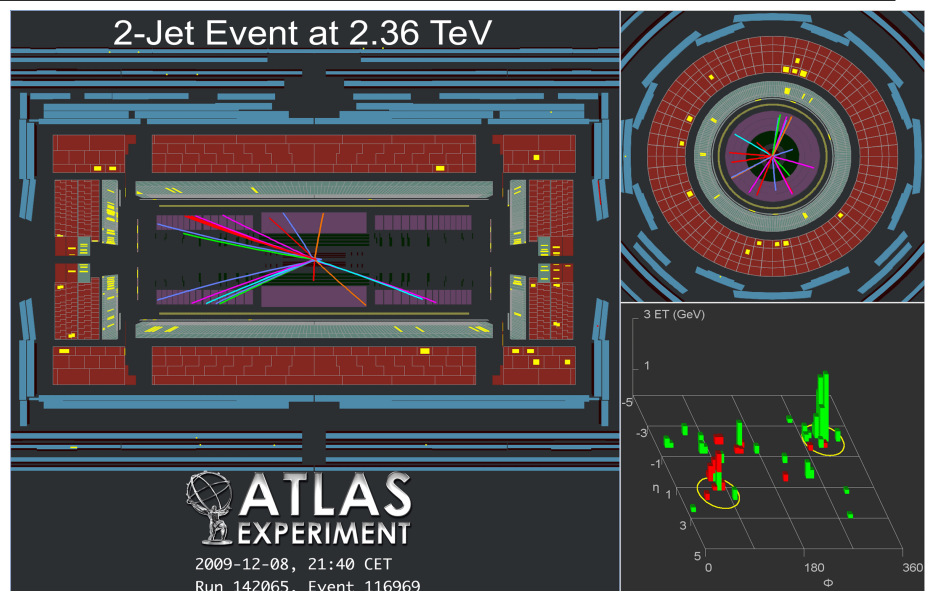 2-Jet Event at 2.36 TeV
ATLAS
EXPERIMENT
2009-12-08, 21:40 CET
Run 142065, Event 116969
3 ET (GeV)
1
-5
-3
-1
η
1
3
5
0
180
360
Φ